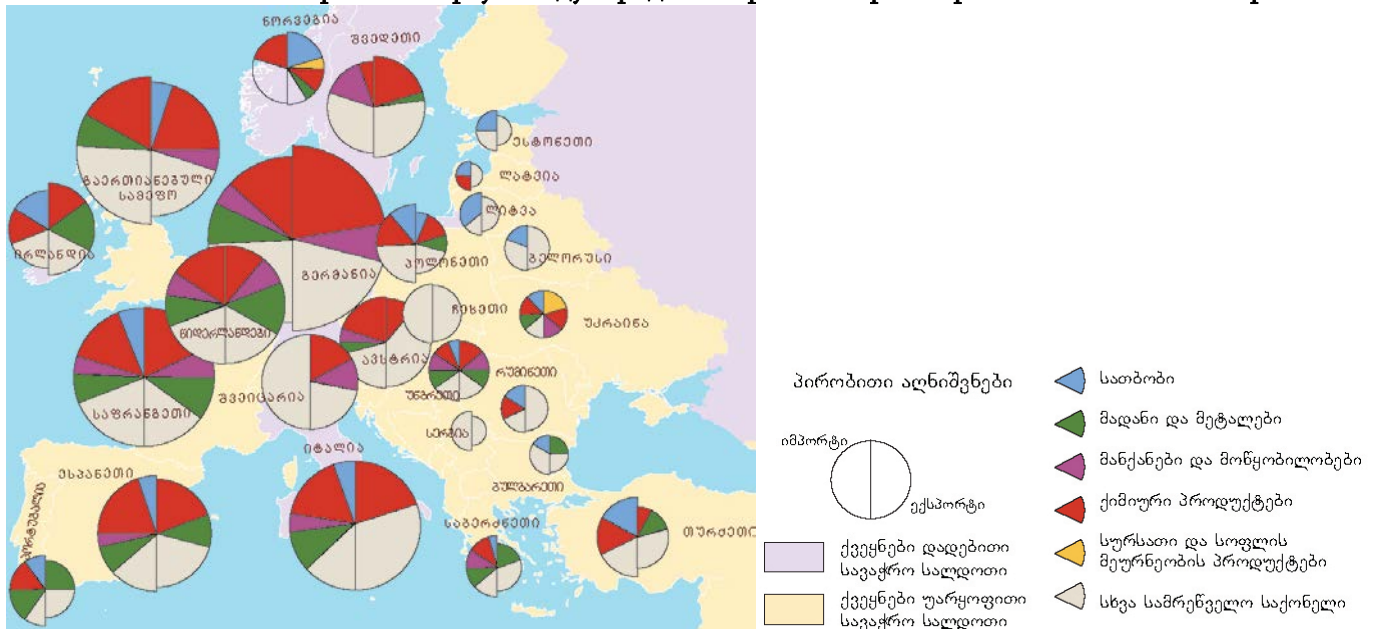 ნორვეგია
შვედეთი
ესტონეთი
ლატვია
ლიტვა
ბელორუსი
გაერთიანებული
სამეფო
ირლანდია
გერმანია
პოლონეთი
ჩეხეთი
უკრაინა
ნიდერლანდები
ავსტრია
რუმინეთი
უნგრეთი
საფრანგეთი
შვეიცარია
სერბია
იტალია
ესპანეთი
პორტუგალია
ბულგარეთი
საბერძნეთი
თურქეთი
პირობითი აღნიშვნები
იმპორტი
ექსპორტი
ქვეყნები დადებითი
სავაჭრო სალდოთი
ქვეყნები უარყოფითი
სავაჭრო სალდოთი
სათბობი
მადანი და მეტალები
მანქანები და მოწყობილობები
ქიმიური პროდუქტები
სურსათი და სოფლის
მეურნეობის პროდუქტები
სხვა სამრეწველო საქონელი